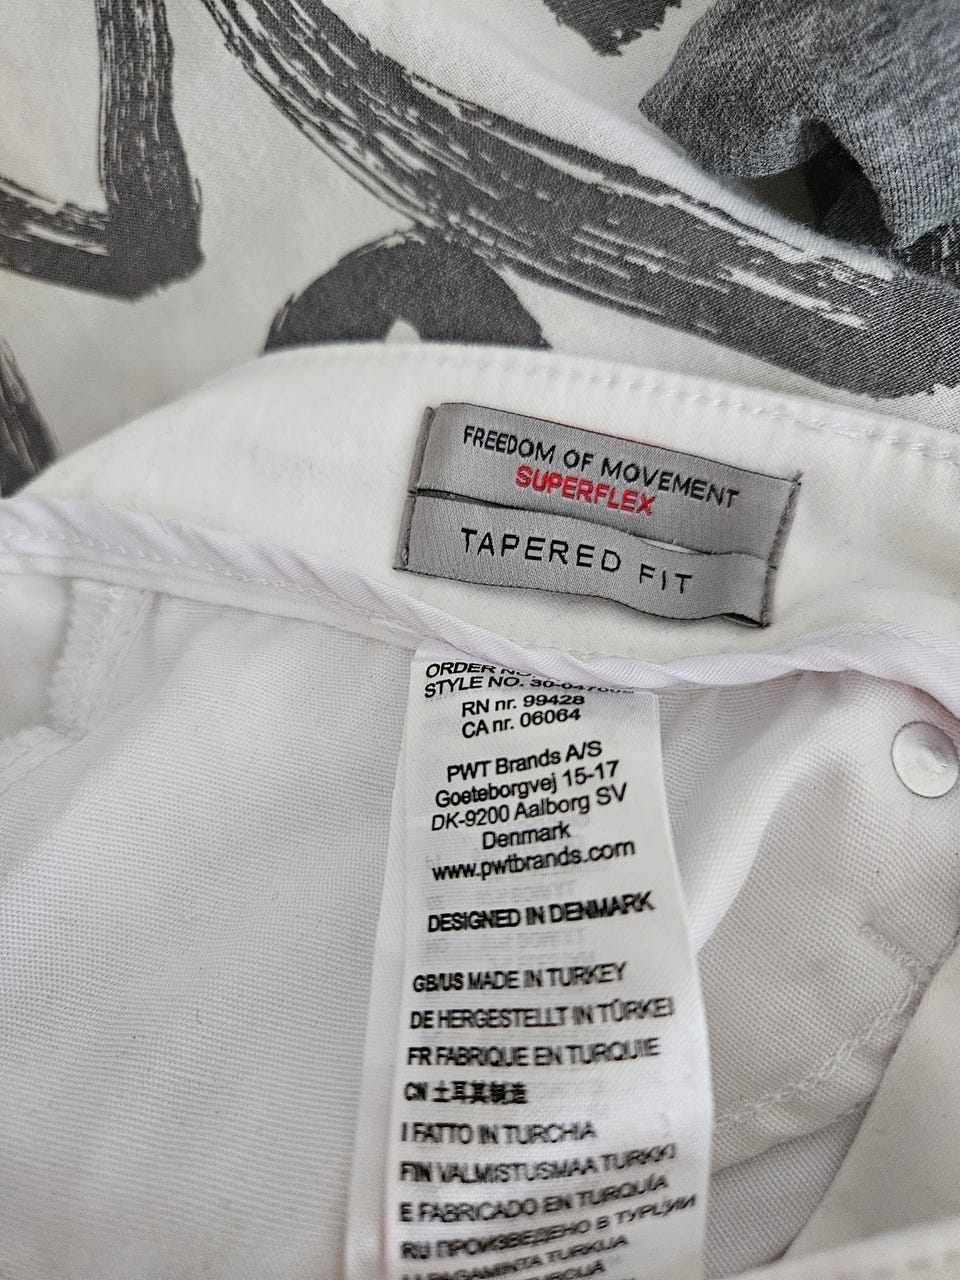 FREEDOM OF MOVEMENT
SUPERFLEX
TAPERED FIT
ORDER
STYLE NO.
RN nr. 99428
CA nr. 06064
PWT Brands A/S
Goeteborgvej 15-17
DK-9200 Aalborg SV
Denmark
www.pwtbrands.com
DESIGNED IN DENMARK
GB/US MADE IN TURKEY
DE HERGESTELLT IN TÜRKEI
FR FABRIQUE EN TURQUIE
CN 土耳其制造
I FATTO IN TURCHIA
FIN VALMISTUSMAA TURKKI
E FABRICADO EN TURQUÍA
RU ПРОИЗВЕДЕНО В ТУРЦИИ
PAGAMINTA TURKIJA